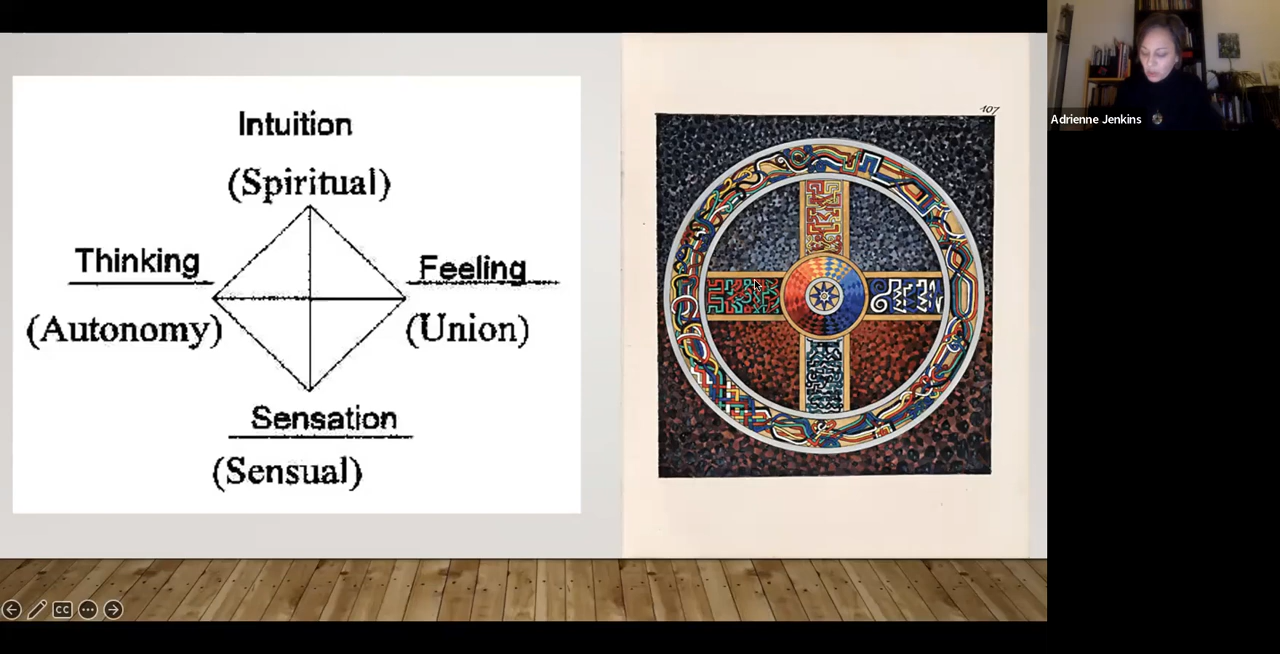 Intuition
(Spiritual)
Thinking
Feeling
(Autonomy)
(Union)
Sensation
(Sensual)
107
Adrienne Jenkins
CC